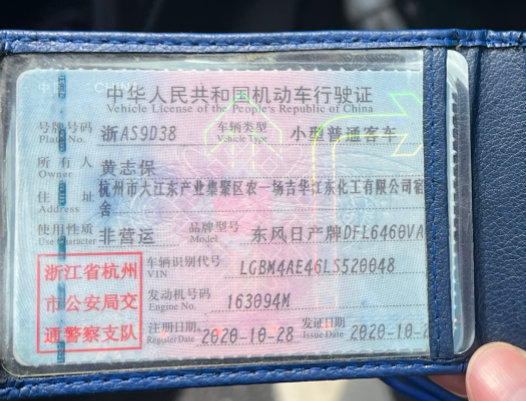 中华人民共和国机动车行驶证
Vehicle License of the People's Republic of China
号牌号码 Plate No. 浙AS9D38 车辆类型 Vehicle Type 小型普通客车
所有人 Owner 黄志保
住址 Address 杭州市大江东产业集聚区农一场吉华江东化工有限公司宿
舍
使用性质 Use Character 非营运 品牌型号 Model 东风日产牌DFL6460VA
浙江省杭州
市公安局交
通警察支队
车辆识别代号 VIN LGBM4AE46LS520048
发动机号码 Engine No. 163094M
注册日期 Register Date 2020-10-28 发证日期 Issue Date 2020-10-2